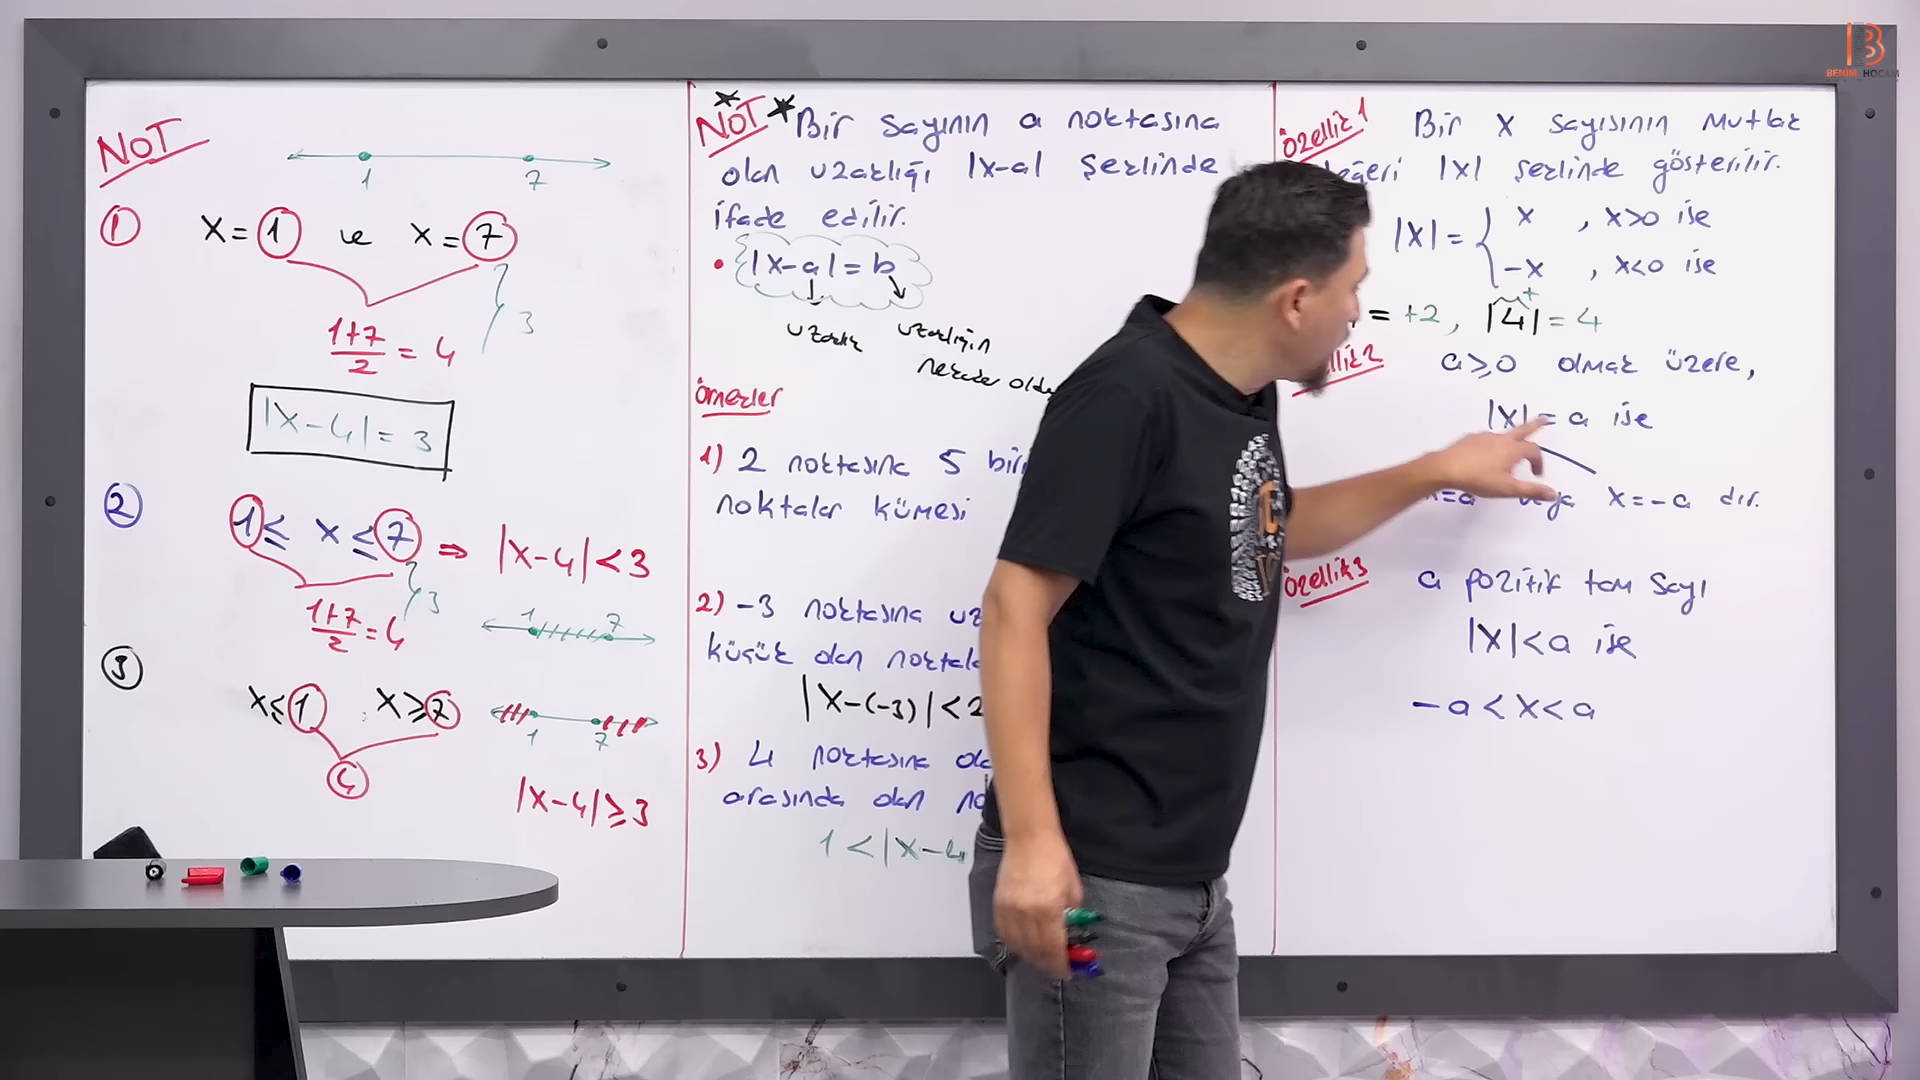 NOT
1 7
① x = 1 ve x = 7
3
1+7/2 = 4
|x-4| = 3
② 1 ≤ x ≤ 7 ⇒ |x-4| < 3
3
1+7/2 = 4
1 7
③ x ≤ 1 x ≥ 7
1 7
4
|x-4| ≥ 3
NOT
Bir sayının a noktasına
olan uzaklığı |x-a| şeklinde
ifade edilir.
• |x-a| = b
uzaklık uzaklığın
nekadar
örnekler
1) 2 noktasına 5
noktalar kümesi
2) -3 noktasına
küçük olan
|x-(-3)| < 2
3) 4 noktasına
arasında olan
1 < |x-4
özellik 1 Bir x sayısının mutlak
|x| şeklinde gösterilir.
|x| = { x , x>0 ise
-x , x<0 ise
= +2, |4| = 4
+
a ≥ 0 olmak üzere,
|x| = a ise
x = -a dır.
özellik 3 a pozitif tam sayı
|x| < a ise
-a < x < a
B
BENİM HOCAM